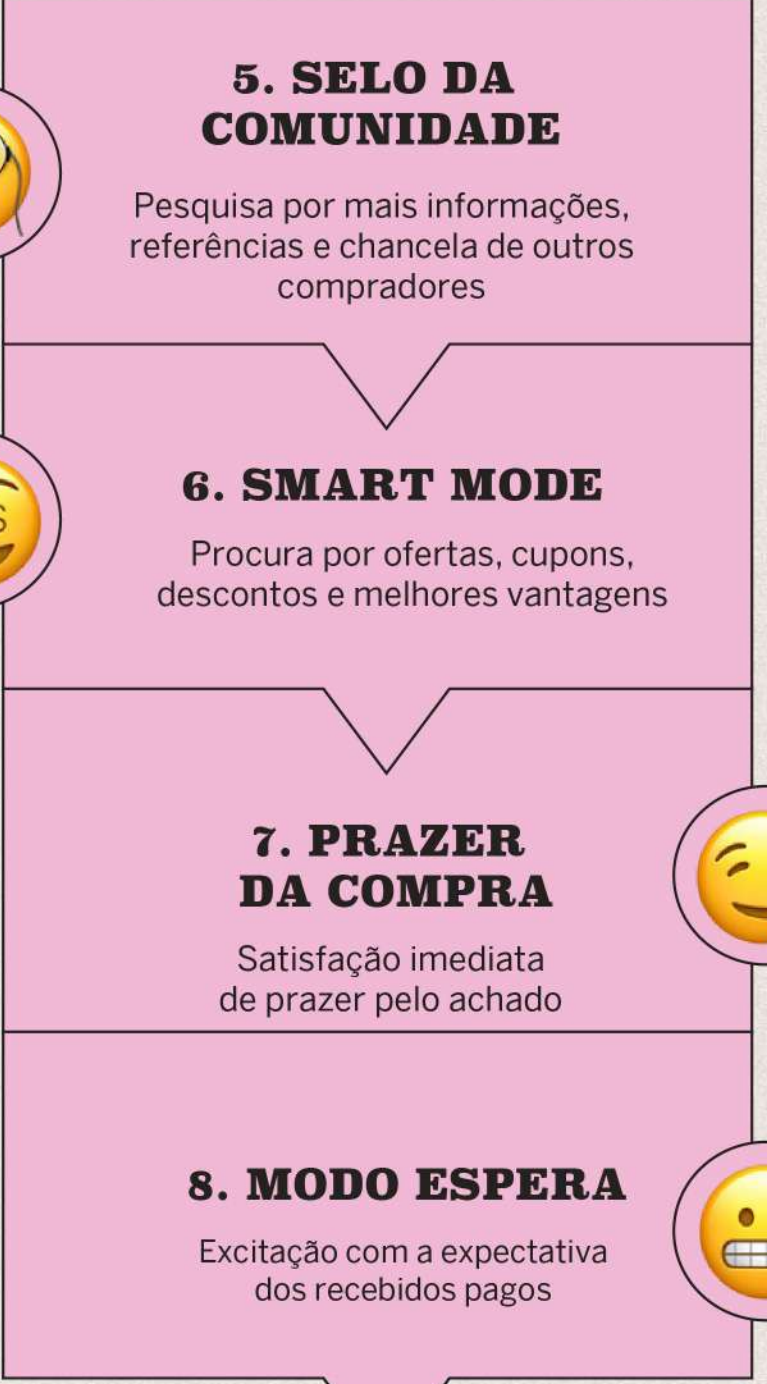 5. SELO DA
COMUNIDADE
Pesquisa por mais informações,
referências e chancela de outros
compradores
6. SMART MODE
Procura por ofertas, cupons,
descontos e melhores vantagens
7. PRAZER
DA COMPRA
Satisfação imediata
de prazer pelo achado
8. MODO ESPERA
Excitação com a expectativa
dos recebidos pagos